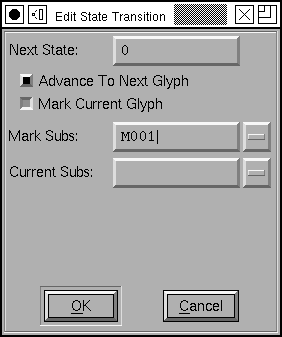 Edit State Transition
Next State: 0
Advance To Next Glyph
Mark Current Glyph
Mark Subs: M001
Current Subs:
OK Cancel